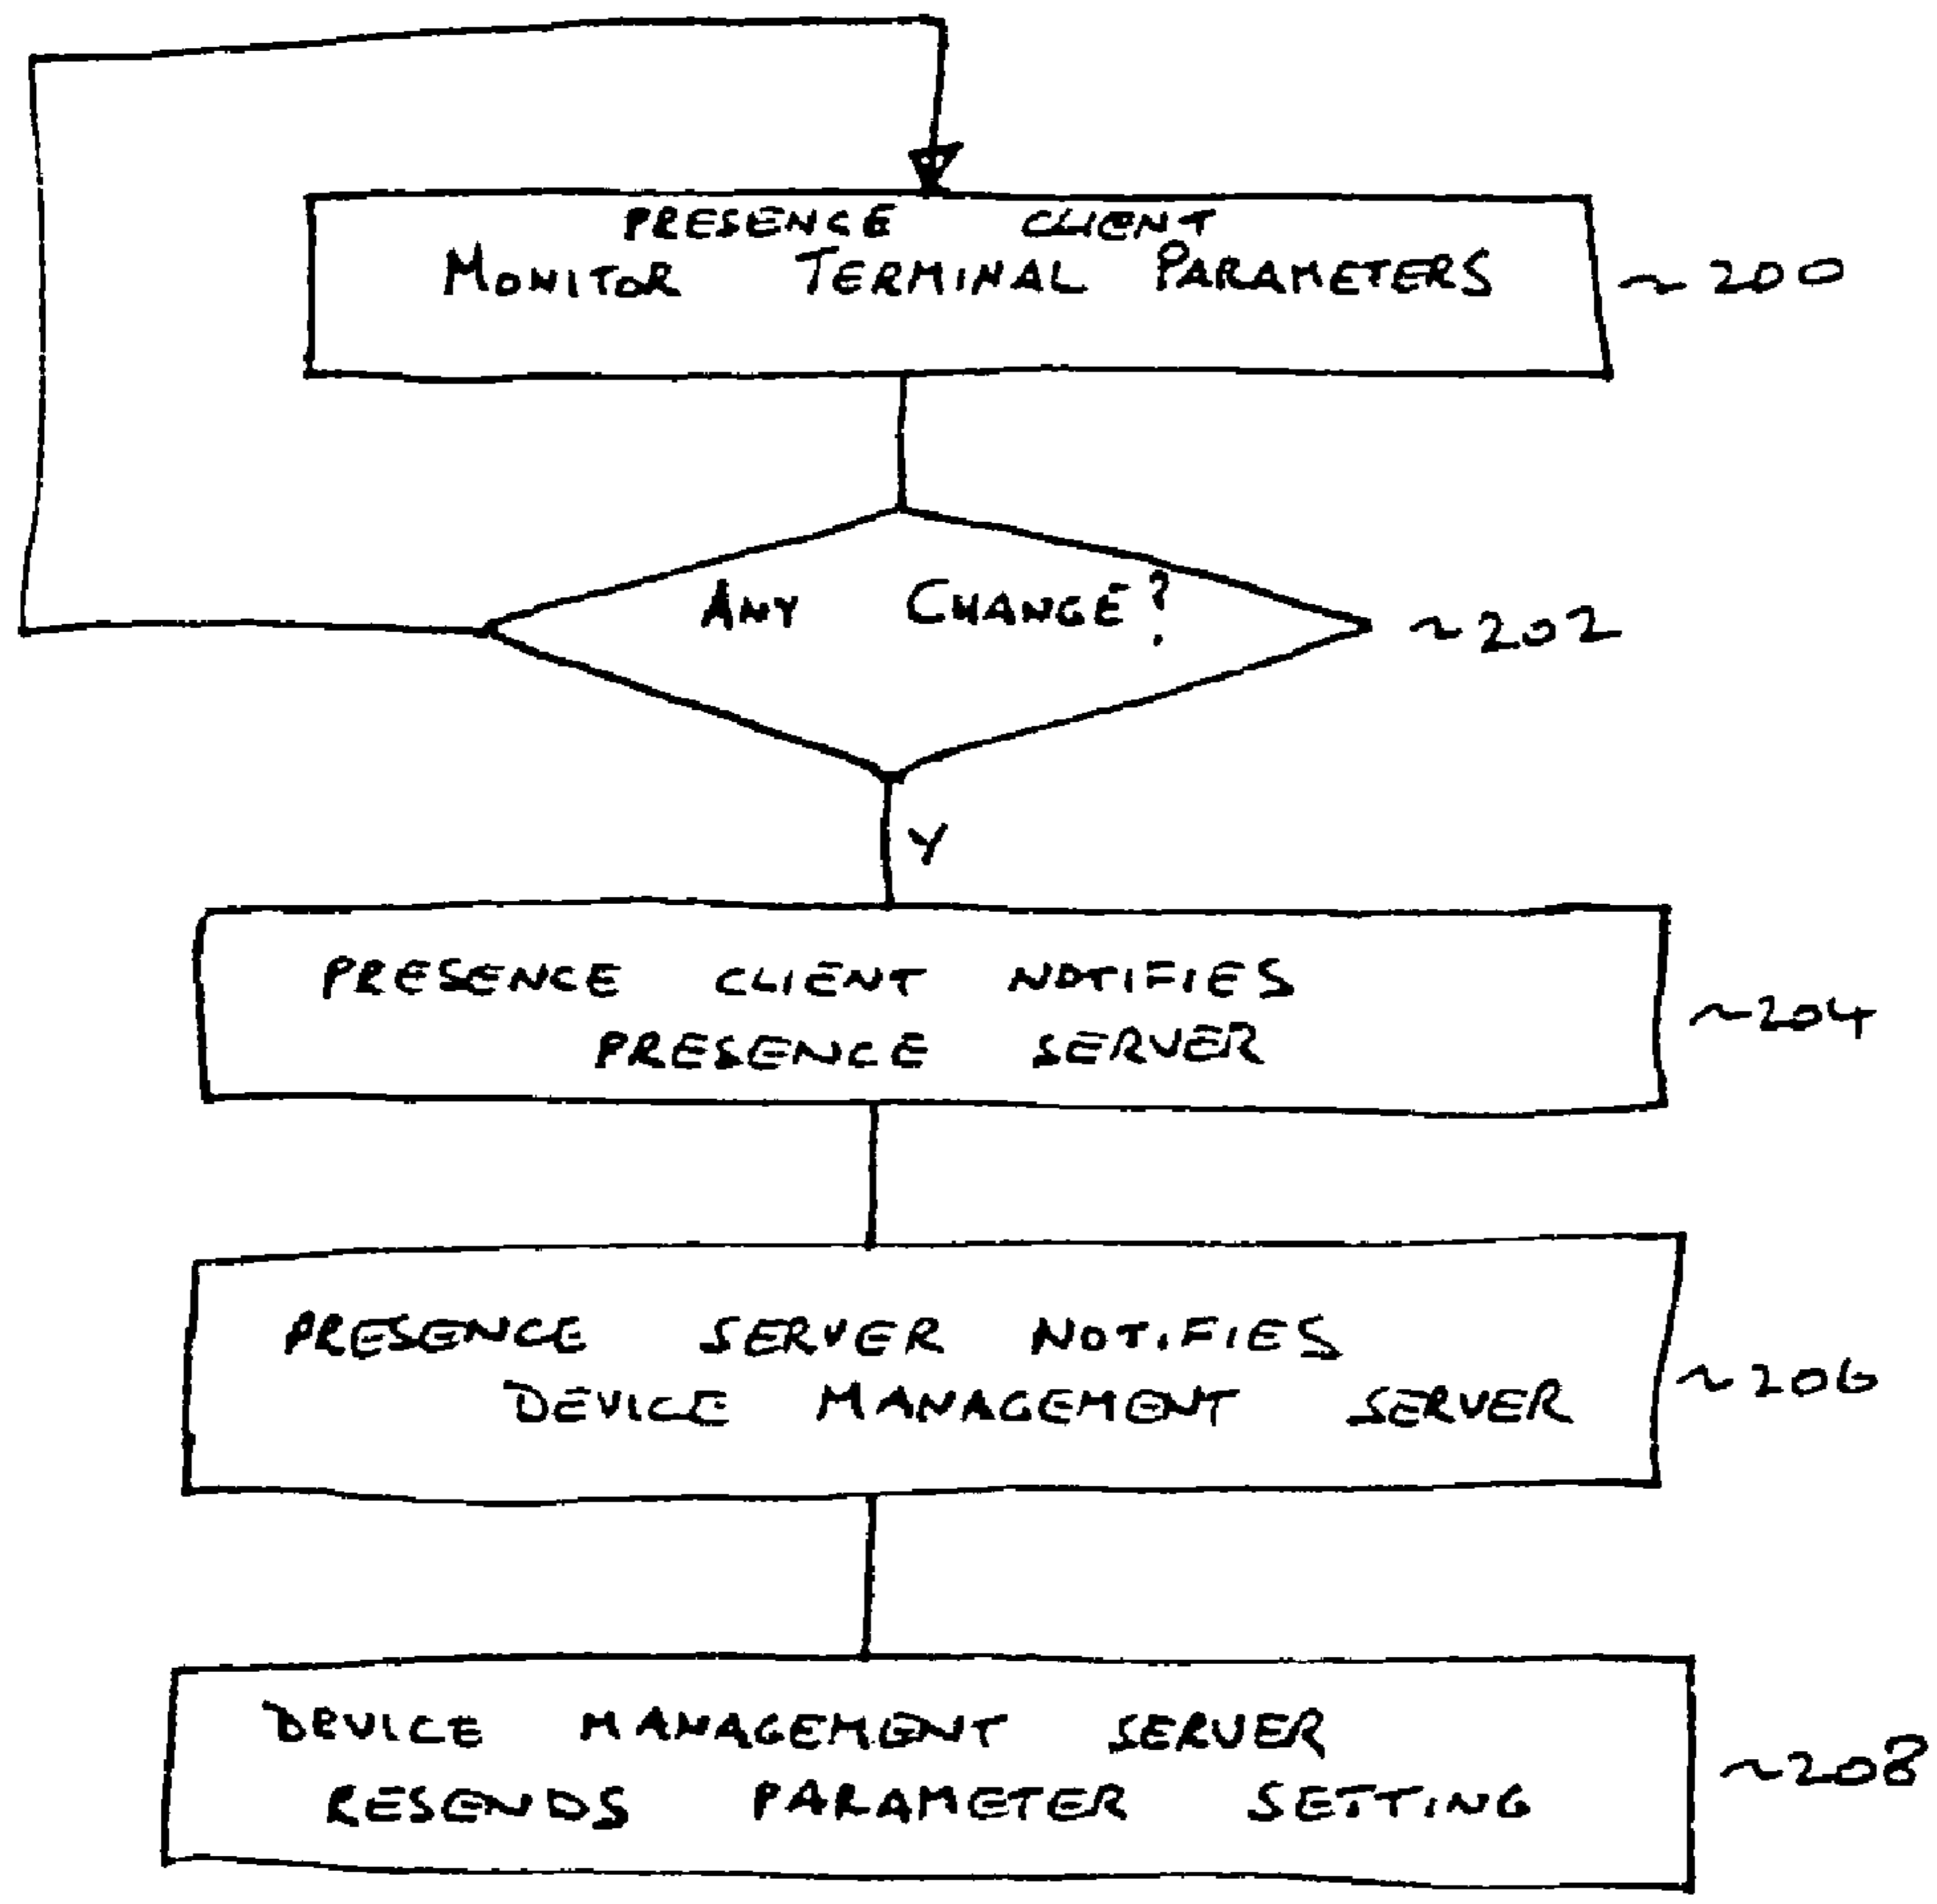 PRESENCE CLIENT
MONITOR TERMINAL PARAMETERS
~200
ANY CHANGE?
~202
Y
PRESENCE CLIENT NOTIFIES
PRESENCE SERVER
~204
PRESENCE SERVER NOTIFIES
DEVICE MANAGEMENT SERVER
~206
DEVICE MANAGEMENT SERVER
RESENDS PARAMETER SETTING
~208